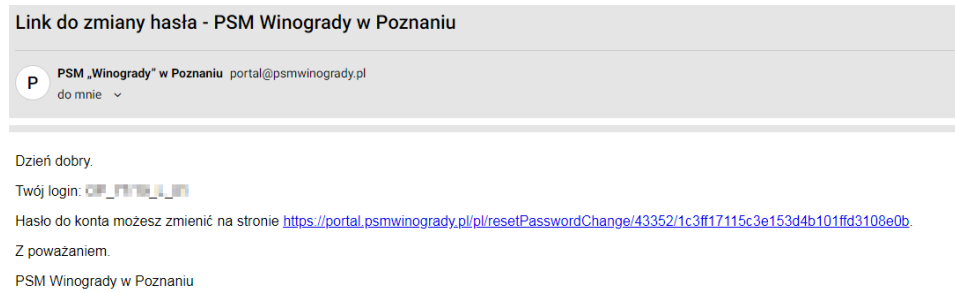 Link do zmiany hasła - PSM Winogrady w Poznaniu
P
PSM „Winogrady” w Poznaniu portal@psmwinogrady.pl
do mnie
Dzień dobry.
Twój login:
Hasło do konta możesz zmienić na stronie https://portal.psmwinogrady.pl/pl/resetPasswordChange/43352/1c3ff17115c3e153d4b101ffd3108e0b.
Z poważaniem.
PSM Winogrady w Poznaniu